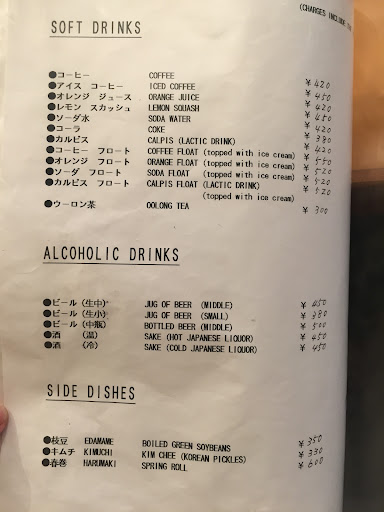 (CHARGES INCLUDE
SOFT DRINKS
●コーヒー COFFEE ¥420
●アイス コーヒー ICED COFFEE ¥450
●オレンジ ジュース ORANGE JUICE ¥420
●レモン スカッシュ LEMON SQUASH ¥450
●ソーダ水 SODA WATER ¥420
●コーラ COKE ¥380
●カルピス CALPIS (LACTIC DRINK) ¥420
●コーヒー フロート COFFEE FLOAT (topped with ice cream) ¥550
●オレンジ フロート ORANGE FLOAT (topped with ice cream) ¥520
●ソーダ フロート SODA FLOAT (topped with ice cream) ¥520
●カルピス フロート CALPIS FLOAT (LACTIC DRINK) ¥520
(topped with ice cream)
●ウーロン茶 OOLONG TEA ¥300
ALCOHOLIC DRINKS
●ビール (生中) JUG OF BEER (MIDDLE) ¥450
●ビール (生小) JUG OF BEER (SMALL) ¥380
●ビール (中瓶) BOTTLED BEER (MIDDLE) ¥500
●酒 (温) SAKE (HOT JAPANESE LIQUOR) ¥450
●酒 (冷) SAKE (COLD JAPANESE LIQUOR) ¥450
SIDE DISHES
●枝豆 EDAMAME BOILED GREEN SOYBEANS ¥350
●キムチ KIMUCHI KIM CHEE (KOREAN PICKLES) ¥330
●春巻 HARUMAKI SPRING ROLL ¥600